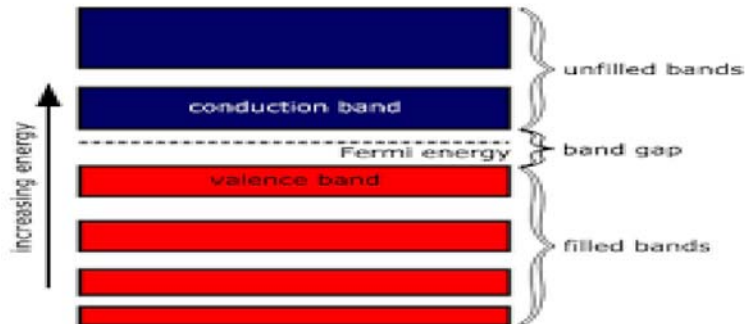 unfilled bands
conduction band
Fermi energy
band gap
valence band
increasing energy
filled bands